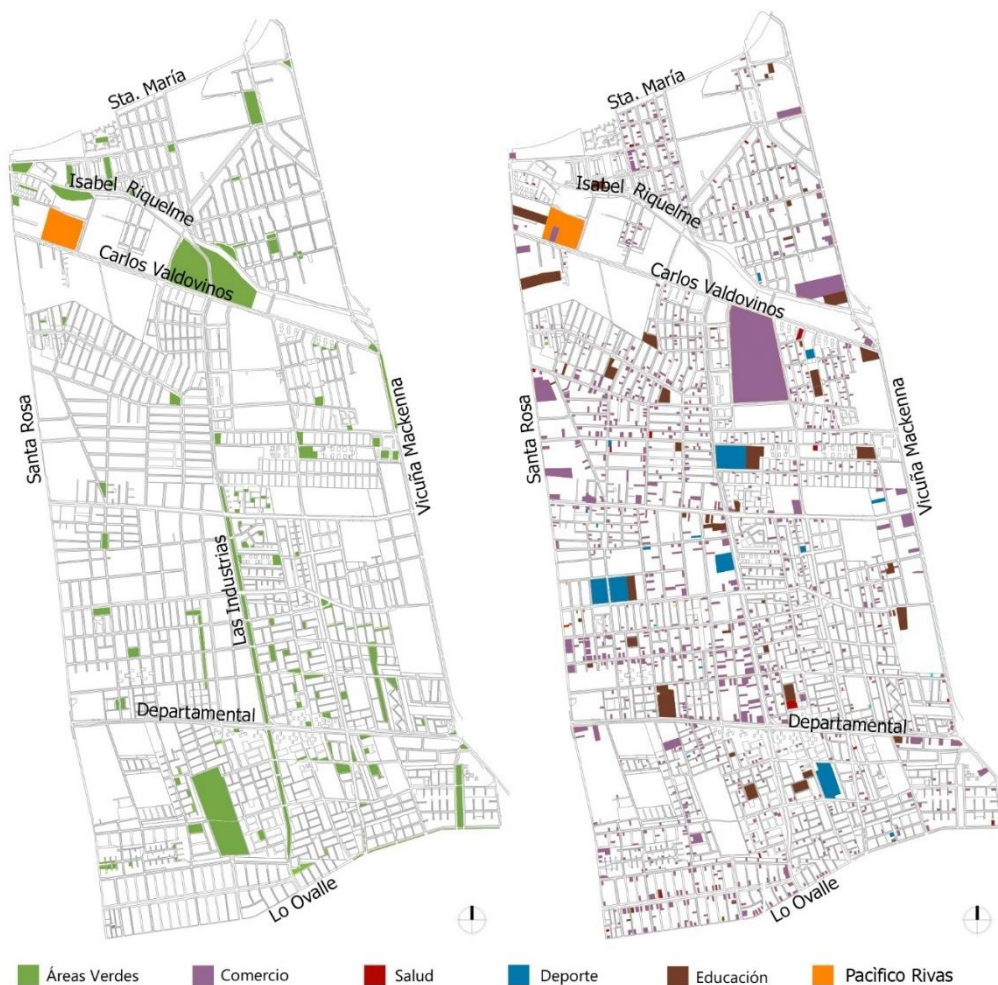 Sta. María
Isabel Riquelme
Carlos Valdovinos
Santa Rosa
Vicuña Mackenna
Las Industrias
Departamental
Lo Ovalle
Sta. María
Isabel Riquelme
Carlos Valdovinos
Santa Rosa
Vicuña Mackenna
Departamental
Lo Ovalle
Áreas Verdes
Comercio
Salud
Deporte
Educación
Pacìfico Rivas